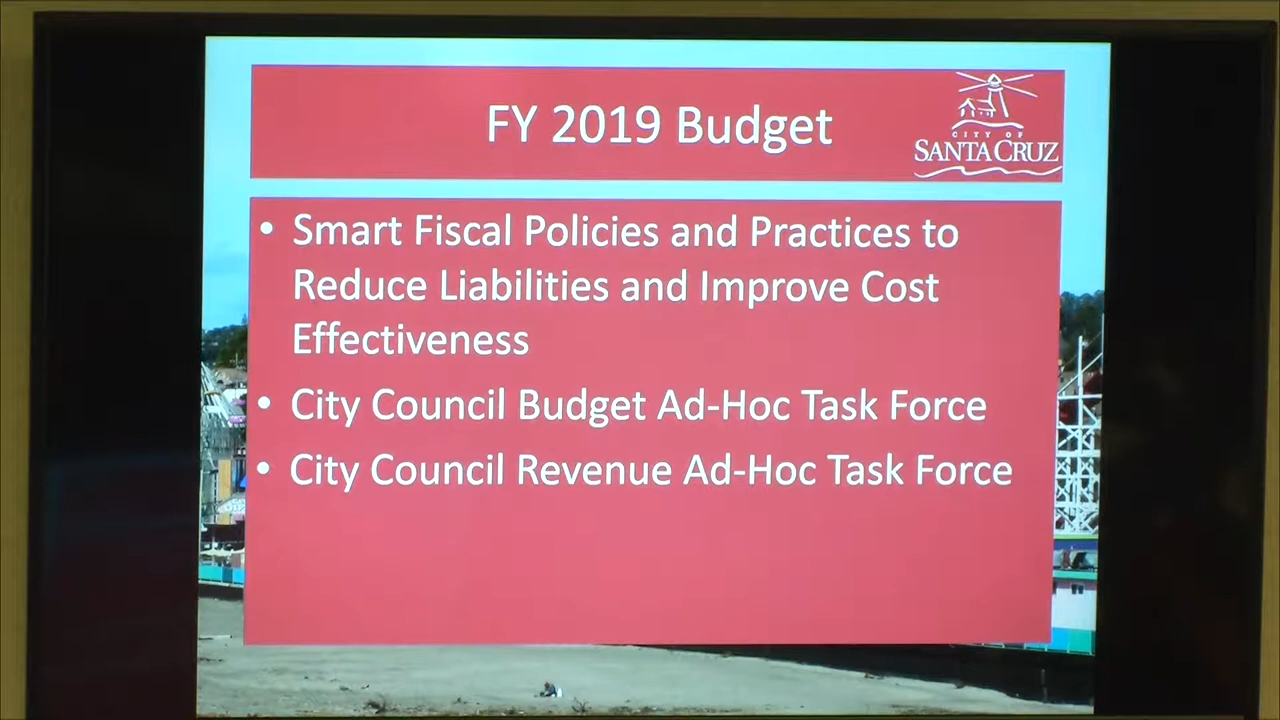 FY 2019 Budget
CITY OF
SANTA CRUZ
• Smart Fiscal Policies and Practices to
Reduce Liabilities and Improve Cost
Effectiveness
• City Council Budget Ad-Hoc Task Force
• City Council Revenue Ad-Hoc Task Force